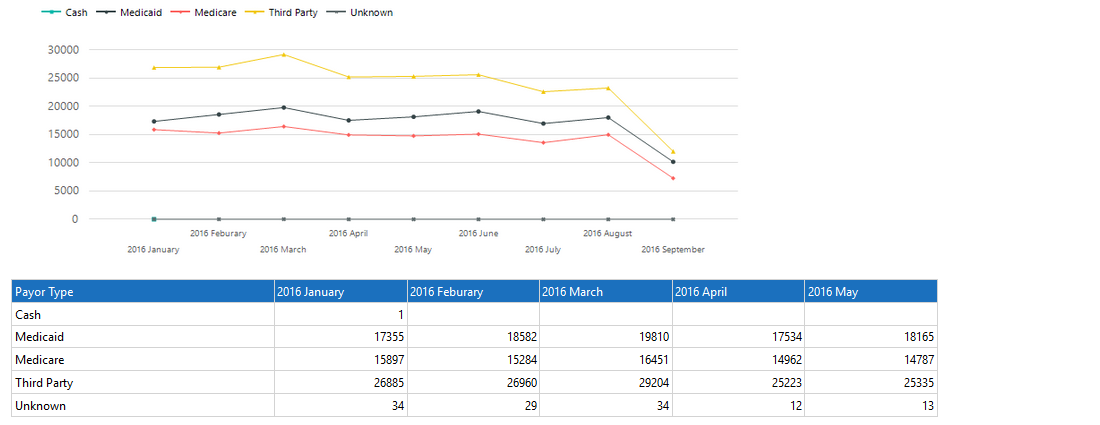 Cash Medicaid Medicare Third Party Unknown
30000
25000
20000
15000
10000
5000
0
2016 January 2016 Feburary 2016 March 2016 April 2016 May 2016 June 2016 July 2016 August 2016 September
Payor Type 2016 January 2016 Feburary 2016 March 2016 April 2016 May
Cash 1
Medicaid 17355 18582 19810 17534 18165
Medicare 15897 15284 16451 14962 14787
Third Party 26885 26960 29204 25223 25335
Unknown 34 29 34 12 13